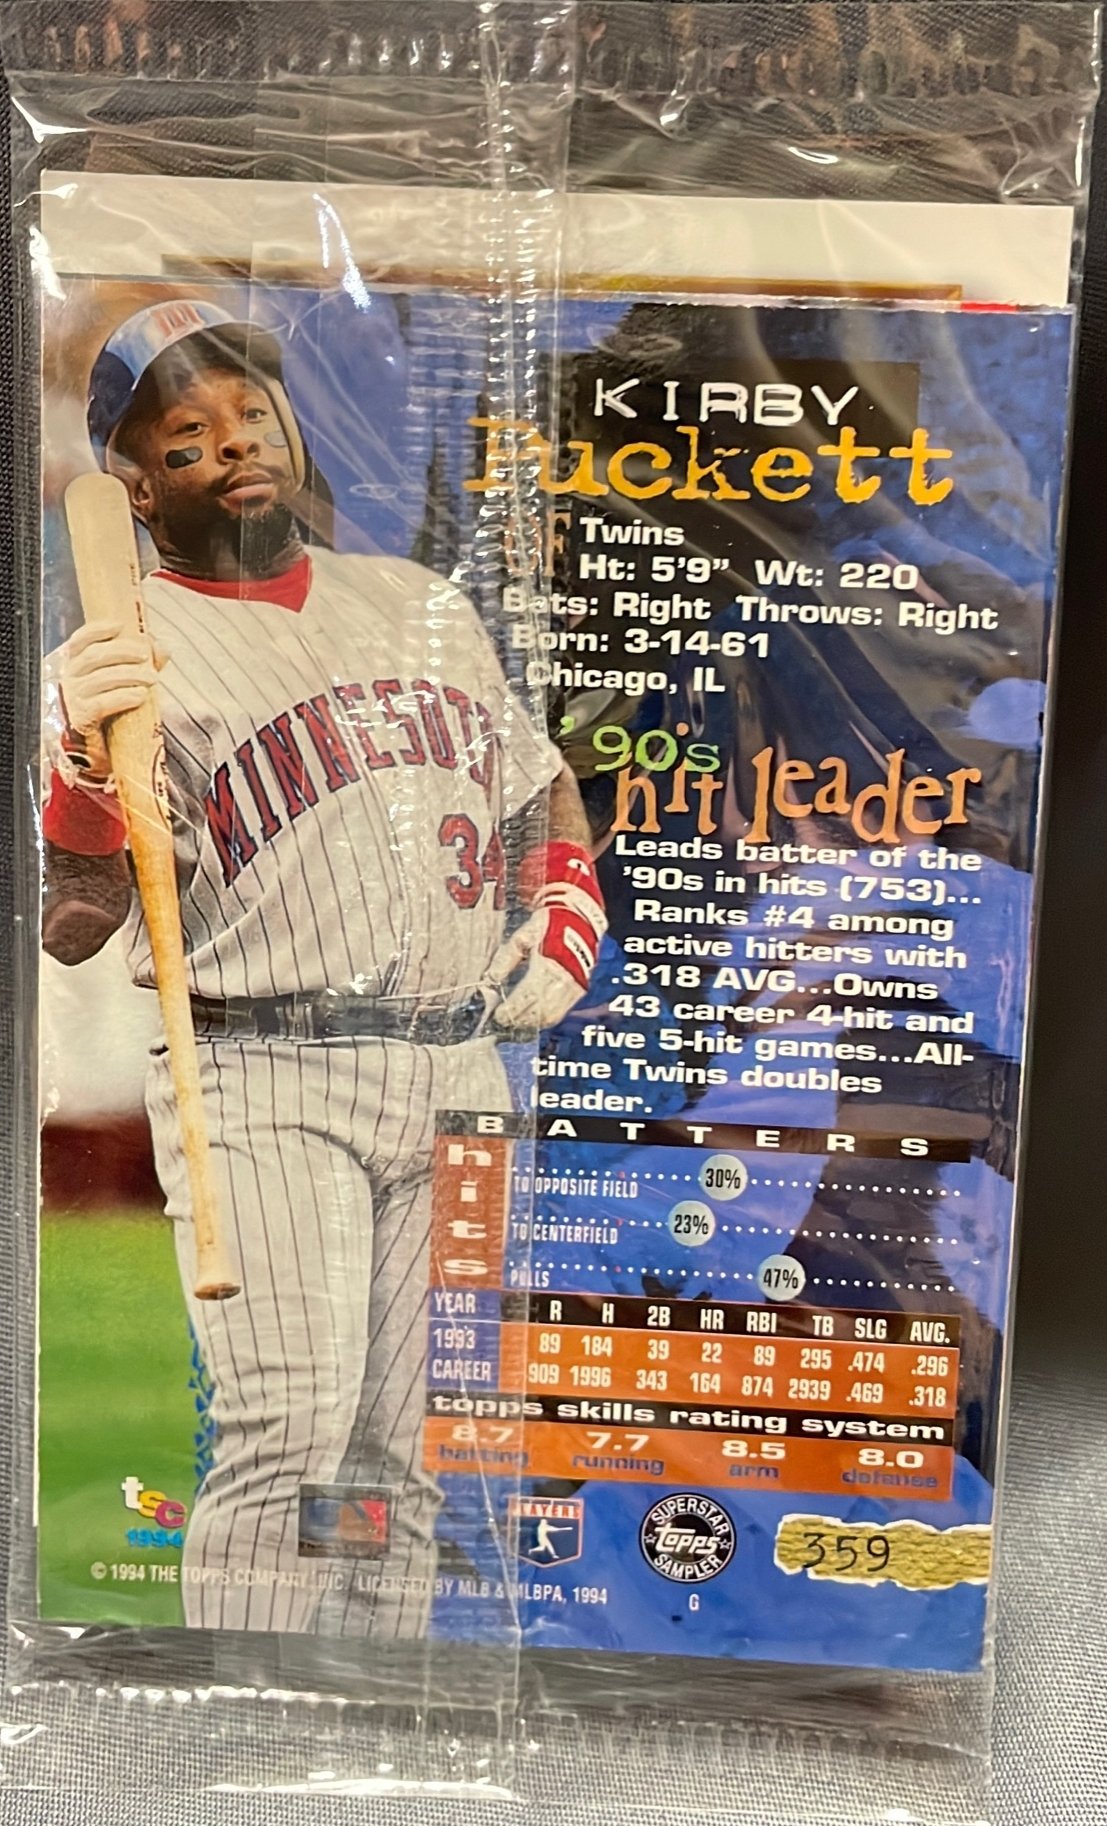 KIRBY
Puckett
OF Twins
Ht: 5'9" Wt: 220
Bats: Right Throws: Right
Born: 3-14-61
Chicago, IL
'90's
hit leader
Leads batter of the
'90s in hits (753)...
Ranks #4 among
active hitters with
.318 AVG...Owns
43 career 4-hit and
five 5-hit games...All-
time Twins doubles
leader.
MINNESOTA
34
BATTERS
hits
TO OPPOSITE FIELD 30%
TO CENTERFIELD 23%
PULLS 47%
YEAR R H 2B HR RBI TB SLG AVG.
1993 89 184 39 22 89 295 .474 .296
CAREER 909 1996 343 164 874 2939 .469 .318
topps skills rating system
8.7 7.7 8.5 8.0
batting running arm defense
tsc
1994
PLAYERS
SUPERSTAR
topps
SAMPLER
359
© 1994 THE TOPPS COMPANY, INC. LICENSED BY MLB & MLBPA, 1994
G